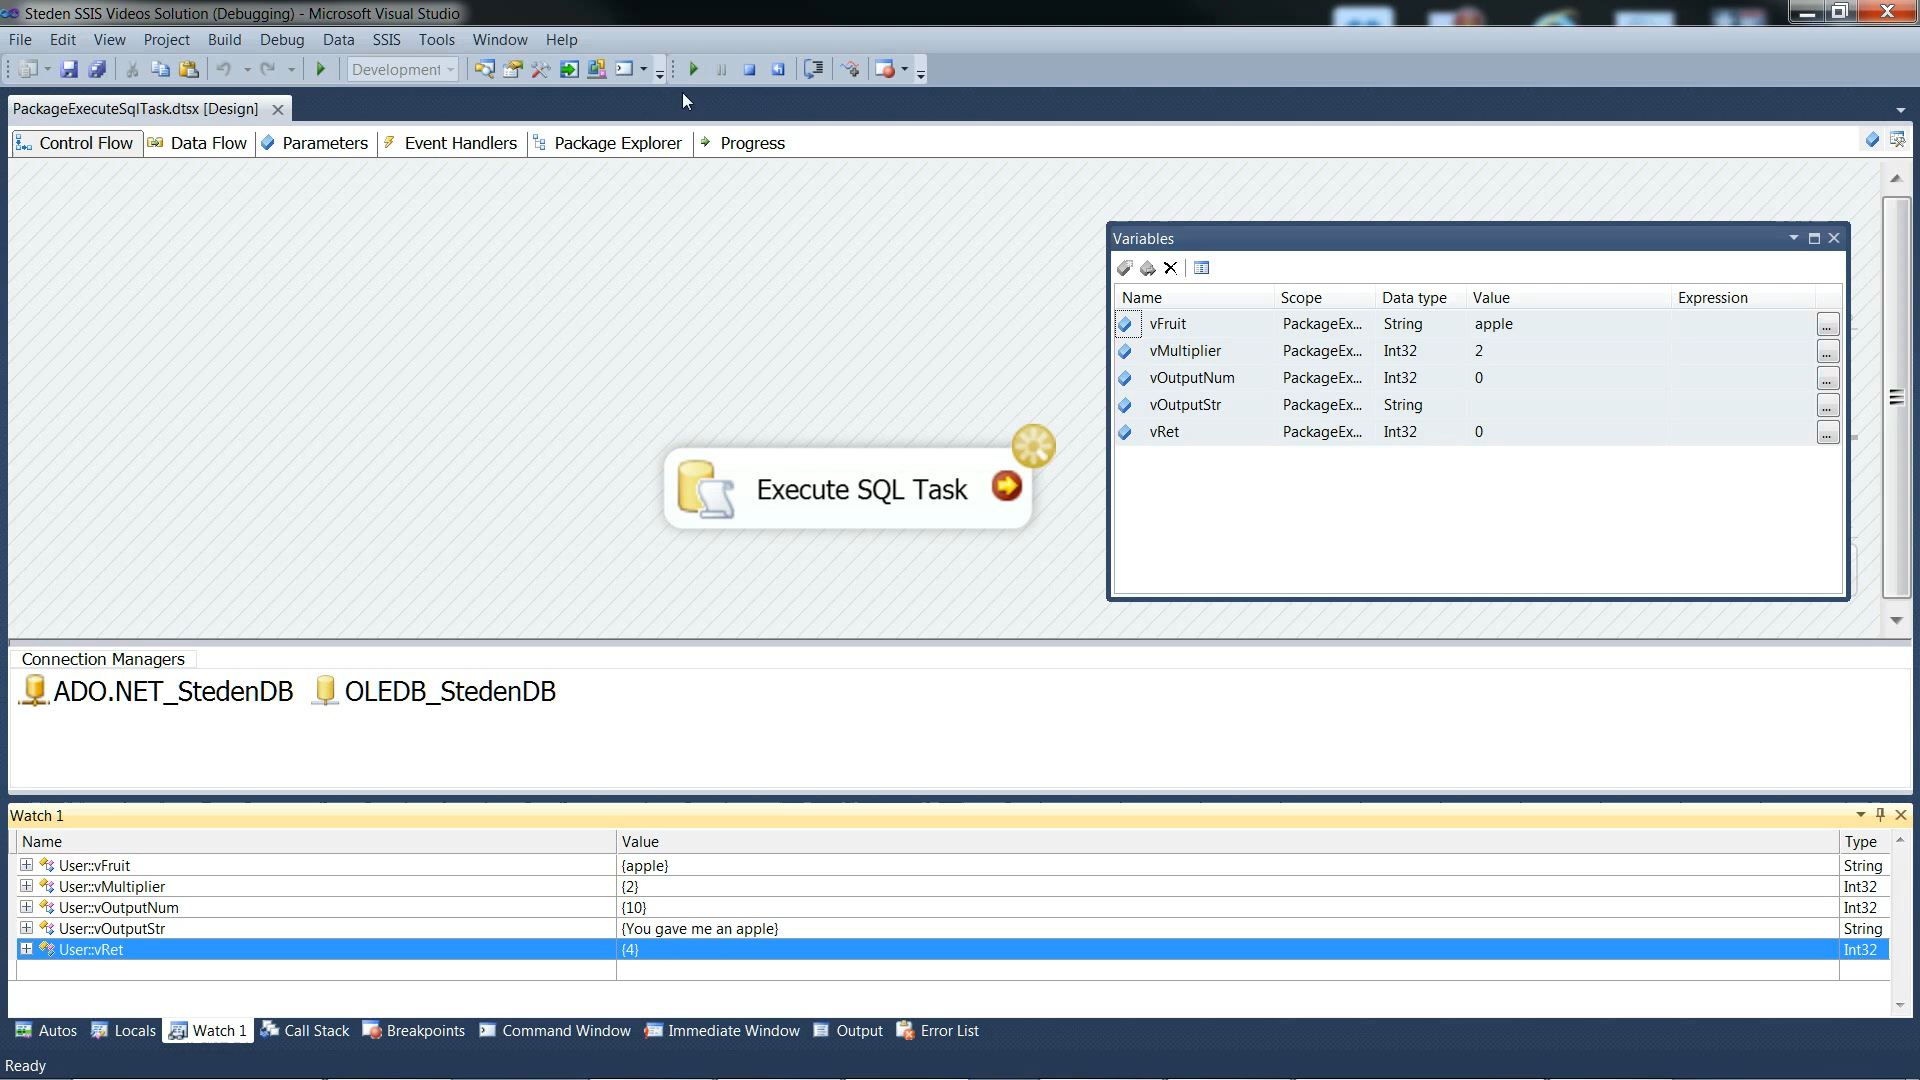 Steden SSIS Videos Solution (Debugging) - Microsoft Visual Studio
File Edit View Project Build Debug Data SSIS Tools Window Help
Development
PackageExecuteSqlTask.dtsx [Design]
Control Flow Data Flow Parameters Event Handlers Package Explorer Progress
Variables
Name Scope Data type Value Expression
vFruit PackageEx... String apple ...
vMultiplier PackageEx... Int32 2 ...
vOutputNum PackageEx... Int32 0 ...
vOutputStr PackageEx... String ...
vRet PackageEx... Int32 0 ...
Execute SQL Task
Connection Managers
ADO.NET_StedenDB OLEDB_StedenDB
Watch 1
Name Value Type
User::vFruit {apple} String
User::vMultiplier {2} Int32
User::vOutputNum {10} Int32
User::vOutputStr {You gave me an apple} String
User::vRet {4} Int32
Autos Locals Watch 1 Call Stack Breakpoints Command Window Immediate Window Output Error List
Ready